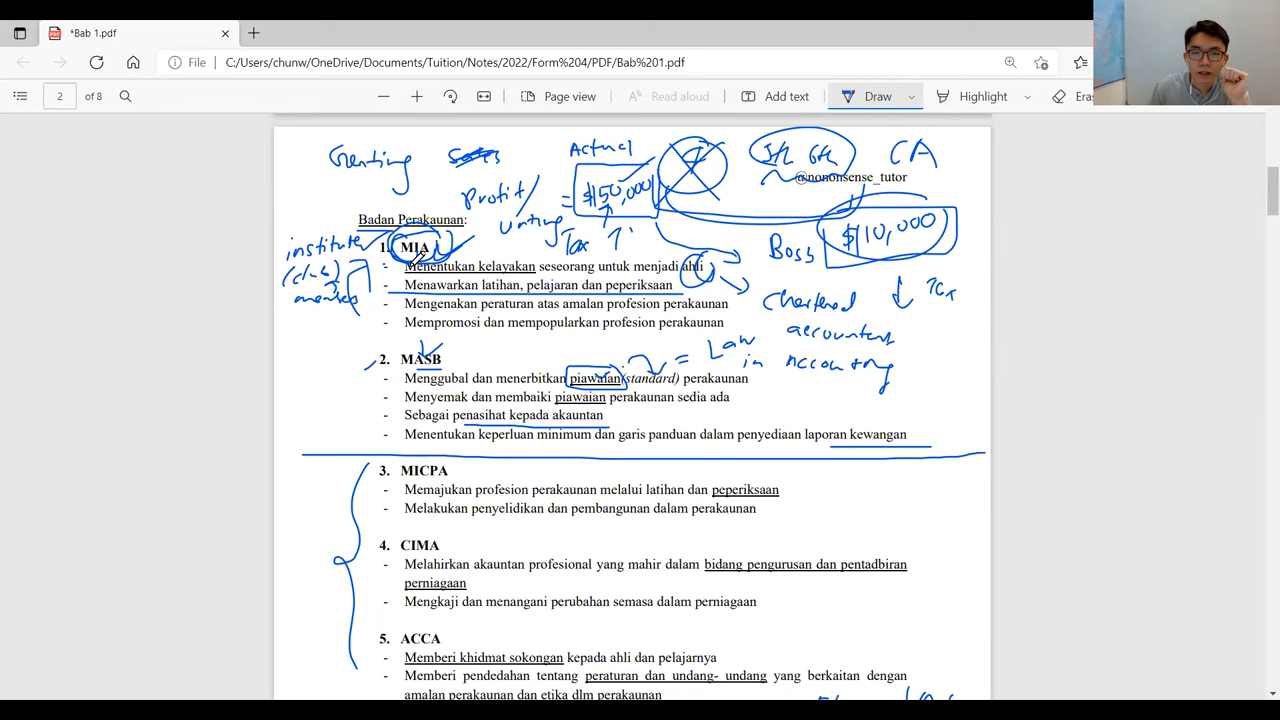 *Bab 1.pdf
File C:/Users/chunw/OneDrive/Documents/Tuition/Notes/2022/Form%204/PDF/Bab%201.pdf
2 of 8 Page view Read aloud Add text Draw Highlight Eras
Genting Actual 5th 6th CA
@nononsense_tutor
Profit/ = $150,000
untung Tax
Boss $110,000
Tax
Badan Perakaunan:
institute
(club)
members
1. MIA
- Menentukan kelayakan seseorang untuk menjadi ahli
- Menawarkan latihan, pelajaran dan peperiksaan
- Mengenakan peraturan atas amalan profesion perakaunan
- Mempromosi dan mempopularkan profesion perakaunan
Chartered
accountants
2. MASB
= Law
in Accounting
- Menggubal dan menerbitkan piawaian (standard) perakaunan
- Menyemak dan membaiki piawaian perakaunan sedia ada
- Sebagai penasihat kepada akauntan
- Menentukan keperluan minimum dan garis panduan dalam penyediaan laporan kewangan
3. MICPA
- Memajukan profesion perakaunan melalui latihan dan peperiksaan
- Melakukan penyelidikan dan pembangunan dalam perakaunan
4. CIMA
- Melahirkan akauntan profesional yang mahir dalam bidang pengurusan dan pentadbiran
perniagaan
- Mengkaji dan menangani perubahan semasa dalam perniagaan
5. ACCA
- Memberi khidmat sokongan kepada ahli dan pelajarnya
- Memberi pendedahan tentang peraturan dan undang- undang yang berkaitan dengan
amalan perakaunan dan etika dlm perakaunan